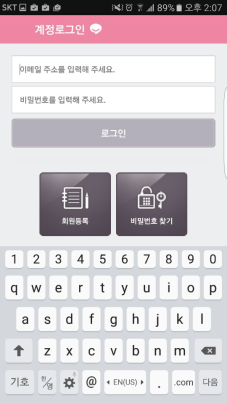 SKT 89% 오후 2:07
계정로그인
이메일 주소를 입력해 주세요.
비밀번호를 입력해 주세요.
로그인
회원등록 비밀번호 찾기
1 2 3 4 5 6 7 8 9 0
q w e r t y u i o p
a s d f g h j k l
z x c v b n m
기호 한/영 @ EN(US) . .com 다음